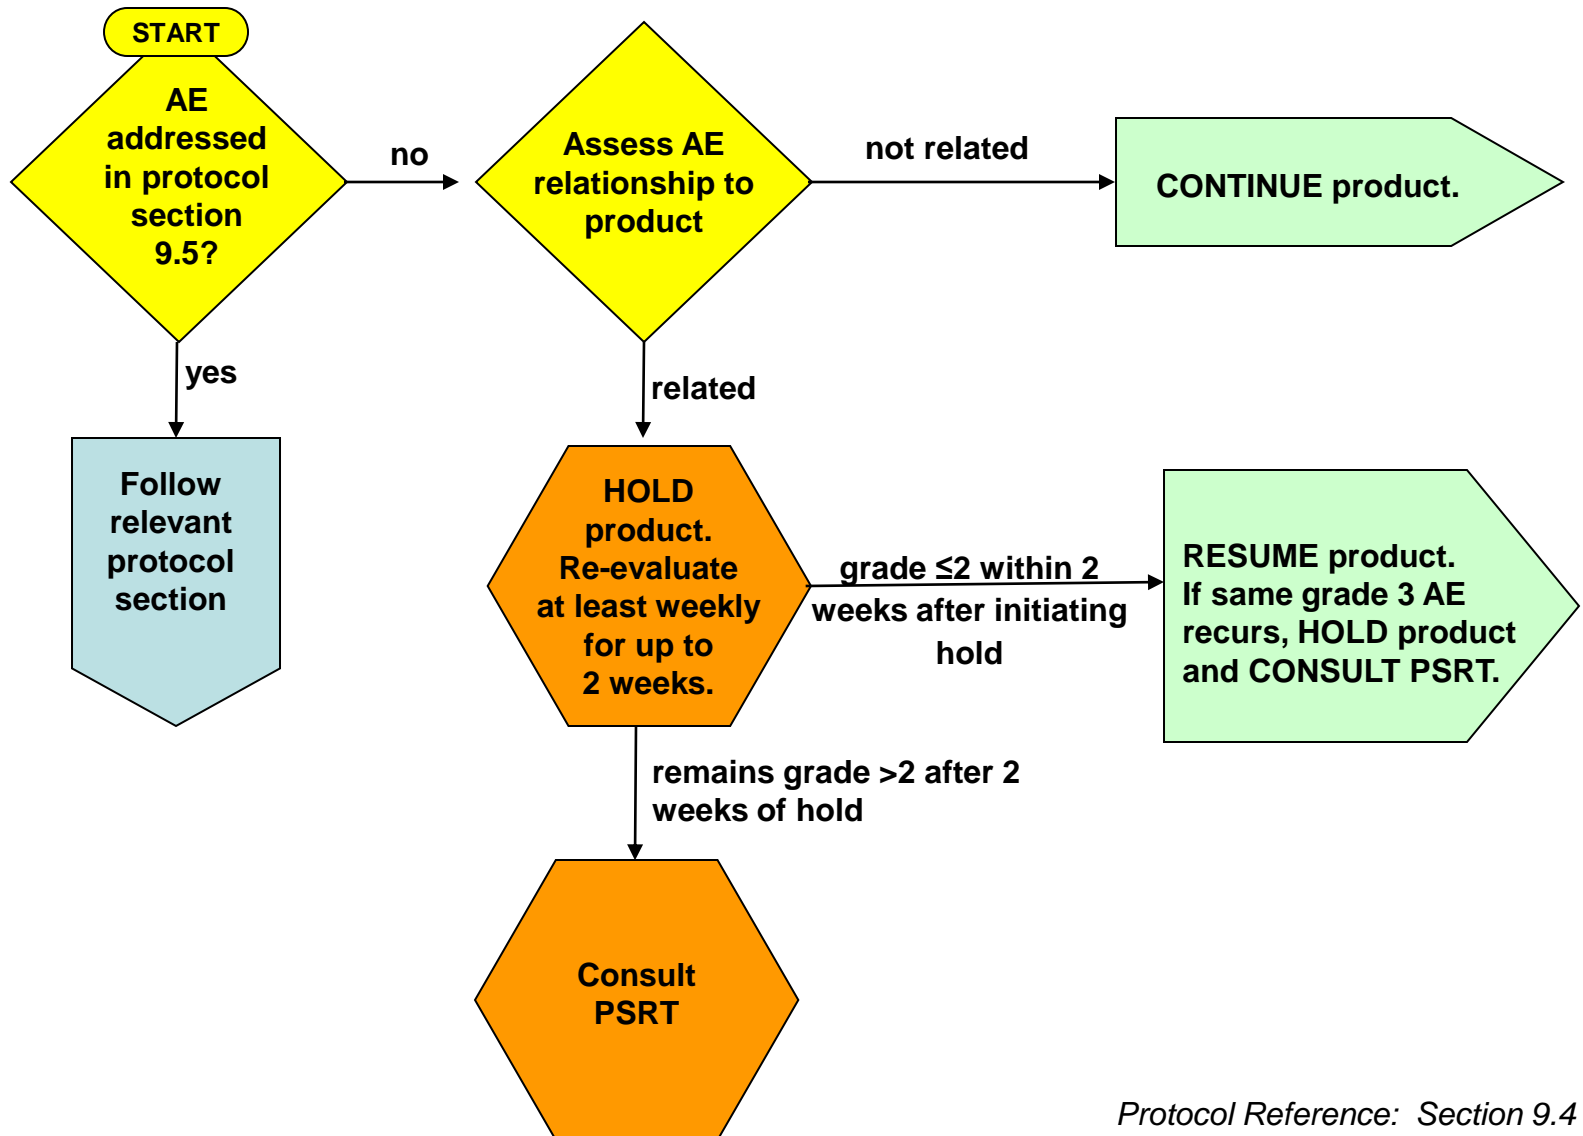 START
AE
addressed
in protocol
section
9.5?
no
Assess AE
relationship to
product
not related
CONTINUE product.
yes
related
Follow
relevant
protocol
section
HOLD
product.
Re-evaluate
at least weekly
for up to
2 weeks.
grade ≤2 within 2
weeks after initiating
hold
RESUME product.
If same grade 3 AE
recurs, HOLD product
and CONSULT PSRT.
remains grade >2 after 2
weeks of hold
Consult
PSRT
Protocol Reference: Section 9.4